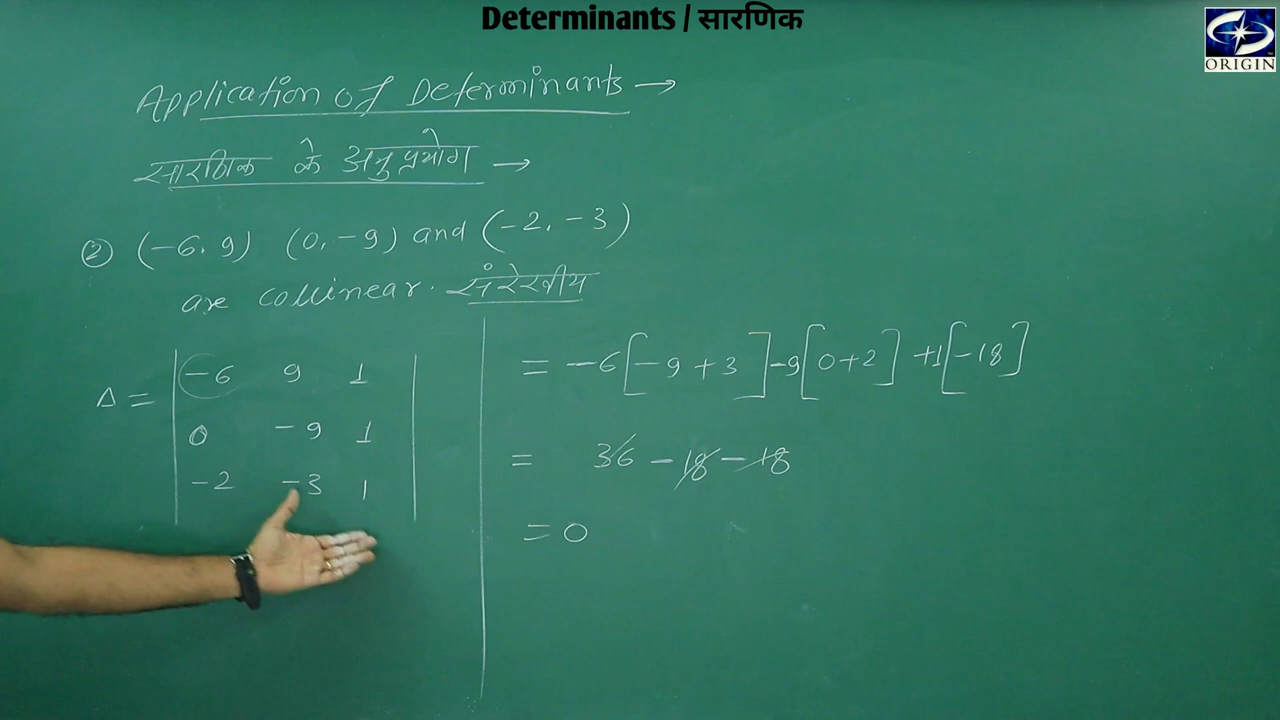 Determinants / सारणिक
ORIGIN
Application of Determinants →
सारणिक के अनुप्रयोग →
② (-6, 9) (0, -9) and (-2, -3)
are collinear. संरेखीय
Δ = | -6 9 1 |
| 0 -9 1 |
| -2 -3 1 |
= -6[-9+3]-9[0+2]+1[-18]
= 36 - 18 - 18
= 0